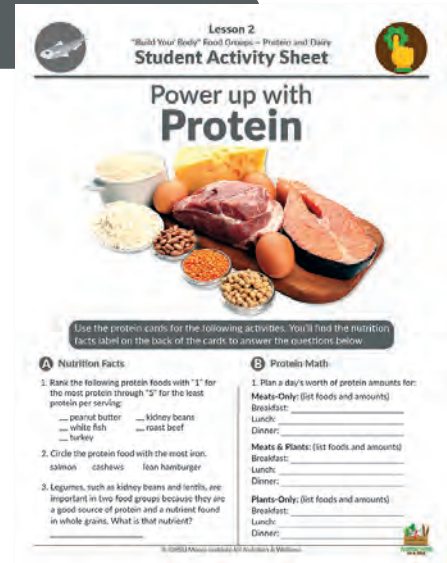 Lesson 2
"Build Your Body" Food Groups – Protein and Dairy
Student Activity Sheet
Power up with
Protein
Use the protein cards for the following activities. You'll find the nutrition
facts label on the back of the cards to answer the questions below
A Nutrition Facts
1. Rank the following protein foods with "1" for
the most protein through "5" for the least
protein per serving:
__ peanut butter __ kidney beans
__ white fish __ roast beef
__ turkey
2. Circle the protein food with the most iron.
salmon cashews lean hamburger
3. Legumes, such as kidney beans and lentils, are
important in two food groups because they are
a good source of protein and a nutrient found
in whole grains. What is that nutrient?
B Protein Math
1. Plan a day's worth of protein amounts for:
Meats-Only: (list foods and amounts)
Breakfast:
Lunch:
Dinner:
Meats & Plants: (list foods and amounts)
Breakfast:
Lunch:
Dinner:
Plants-Only: (list foods and amounts)
Breakfast:
Lunch:
Dinner:
Institute for Nutrition & Wellness